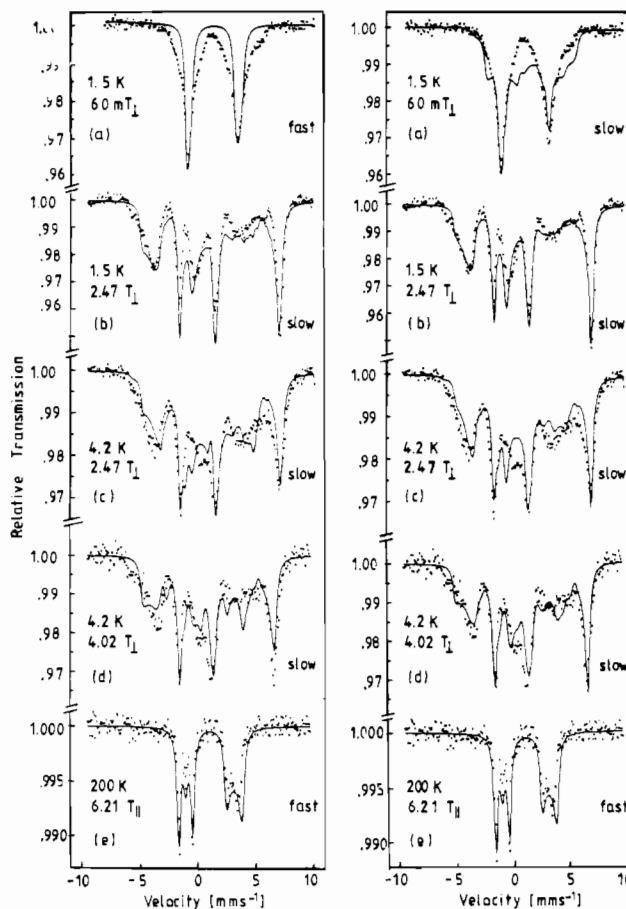 Relative Transmission
1.5 K
60 mT⊥
(a)
fast
.99
.98
.97
.96
1.00
.99
.98
.97
.96
1.5 K
2.47 T⊥
(b)
slow
1.00
.99
.98
.97
4.2 K
2.47 T⊥
(c)
slow
1.00
.99
.98
.97
4.2 K
4.02 T⊥
(d)
slow
1.000
.995
.990
200 K
6.21 T||
(e)
fast
-10 -5 0 5 10
Velocity [mms⁻¹]
1.00
.99
.98
.97
.96
1.5 K
60 mT⊥
(a)
slow
1.00
.99
.98
.97
.96
1.5 K
2.47 T⊥
(b)
slow
1.00
.99
.98
.97
4.2 K
2.47 T⊥
(c)
slow
1.00
.99
.98
.97
4.2 K
4.02 T⊥
(d)
slow
1.000
.995
.990
200 K
6.21 T||
(e)
fast
-10 -5 0 5 10
Velocity [mms⁻¹]